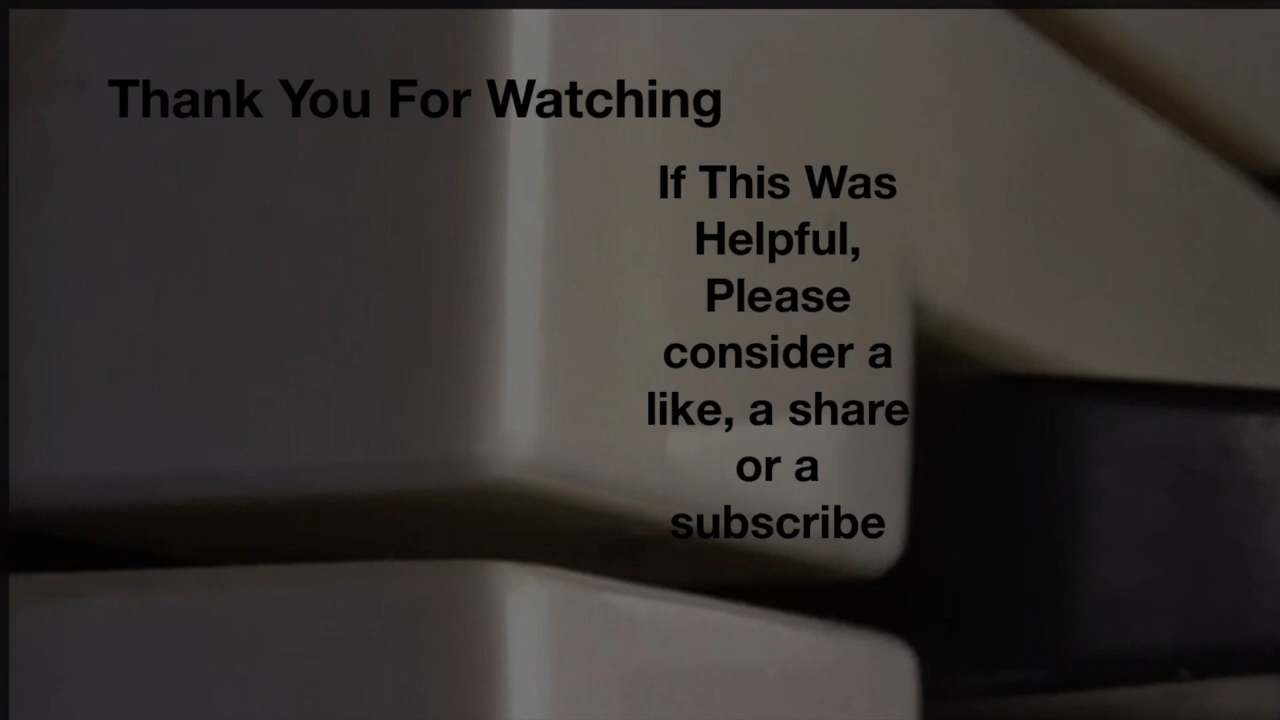 Thank You For Watching
If This Was
Helpful,
Please
consider a
like, a share
or a
subscribe